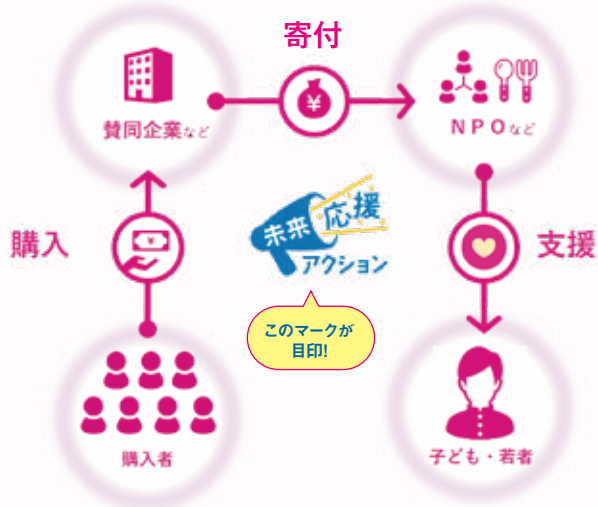 寄付
¥
賛同企業など
NPOなど
購入
¥
未来
応援
アクション
支援
このマークが
目印!
購入者
子ども・若者